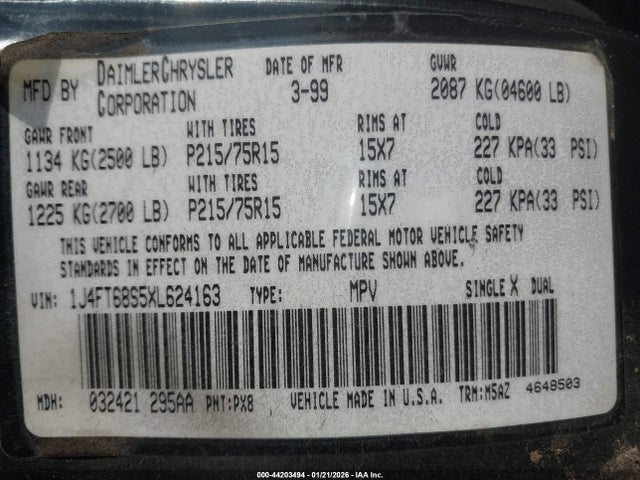 MFD BY DAIMLERCHRYSLER CORPORATION DATE OF MFR 3-99 GVWR 2087 KG(04600 LB)
GAWR FRONT WITH TIRES RIMS AT COLD
1134 KG(2500 LB) P215/75R15 15X7 227 KPA(33 PSI)
GAWR REAR WITH TIRES RIMS AT COLD
1225 KG(2700 LB) P215/75R15 15X7 227 KPA(33 PSI)
THIS VEHICLE CONFORMS TO ALL APPLICABLE FEDERAL MOTOR VEHICLE SAFETY
STANDARDS IN EFFECT ON THE DATE OF MANUFACTURE SHOWN ABOVE.
VIN: 1J4FT68S5XL624163 TYPE: MPV SINGLE X DUAL
MDH: 032421 295AA PNT:PX8 VEHICLE MADE IN U.S.A. TRM:M5AZ 4648503
000-44203494 - 01/21/2026 - IAA Inc.